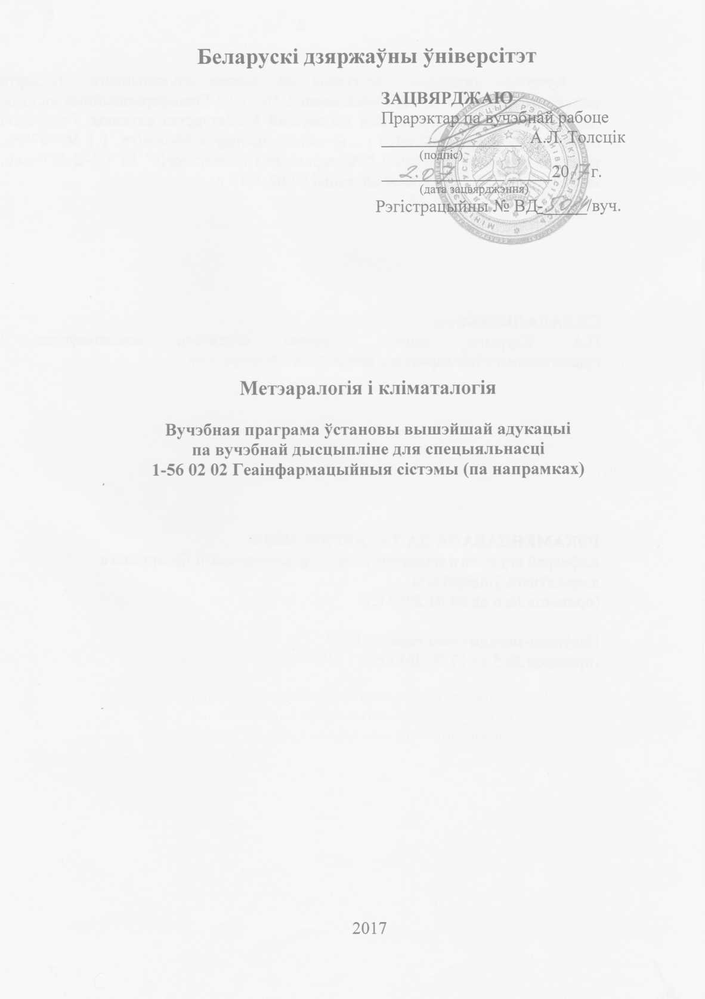 Беларускі дзяржаўны ўніверсітэт
ЗАЦВЯРДЖАЮ
Прарэктар па вучэбнай рабоце
А.Л. Толсцік
(подпіс)
2.07 2017г.
(дата зацвярджэння)
Рэгістрацыйны № ВД-/вуч.
Метэаралогія і кліматалогія
Вучэбная праграма ўстановы вышэйшай адукацыі
па вучэбнай дысцыпліне для спецыяльнасці
1-56 02 02 Геаінфармацыйныя сістэмы (па напрамках)
2017